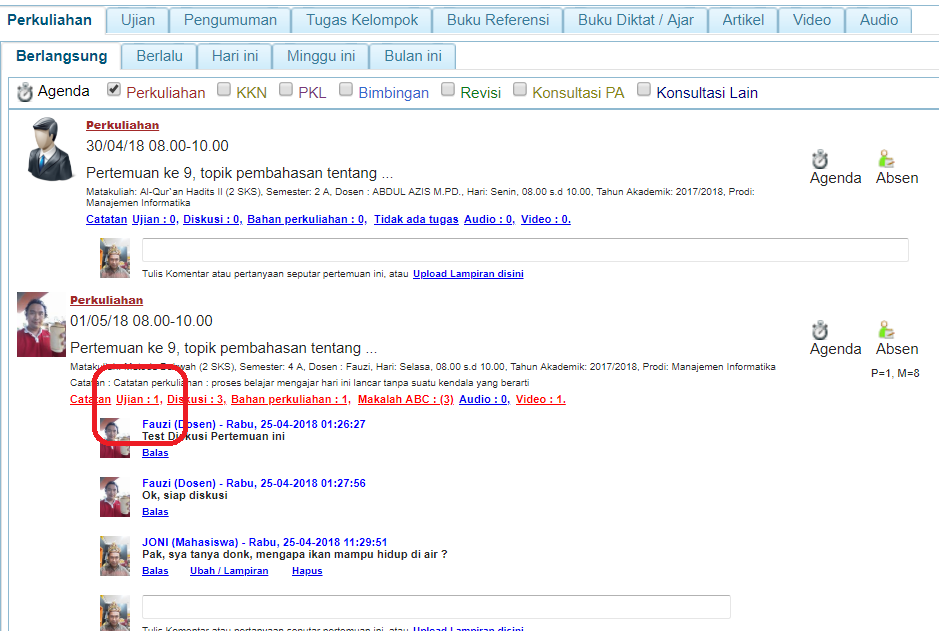 Perkuliahan Ujian Pengumuman Tugas Kelompok Buku Referensi Buku Diktat / Ajar Artikel Video Audio
Berlangsung Berlalu Hari ini Minggu ini Bulan ini
Agenda Perkuliahan KKN PKL Bimbingan Revisi Konsultasi PA Konsultasi Lain
Perkuliahan
30/04/18 08.00-10.00
Pertemuan ke 9, topik pembahasan tentang ...
Agenda Absen
Matakuliah: Al-Qur`an Hadits II (2 SKS), Semester: 2 A, Dosen : ABDUL AZIS M.PD., Hari: Senin, 08.00 s.d 10.00, Tahun Akademik: 2017/2018, Prodi:
Manajemen Informatika
Catatan Ujian : 0, Diskusi : 0, Bahan perkuliahan : 0, Tidak ada tugas Audio : 0, Video : 0.
Tulis Komentar atau pertanyaan seputar pertemuan ini, atau Upload Lampiran disini
Perkuliahan
01/05/18 08.00-10.00
Pertemuan ke 9, topik pembahasan tentang ...
Agenda Absen
Matakuliah: Metode Dakwah (2 SKS), Semester: 4 A, Dosen : Fauzi, Hari: Selasa, 08.00 s.d 10.00, Tahun Akademik: 2017/2018, Prodi: Manajemen Informatika
P=1, M=8
Catatan : Catatan perkuliahan : proses belajar mengajar hari ini lancar tanpa suatu kendala yang berarti
Catatan Ujian : 1, Diskusi : 3, Bahan perkuliahan : 1, Makalah ABC : (3) Audio : 0, Video : 1.
Fauzi (Dosen) - Rabu, 25-04-2018 01:26:27
Test Diskusi Pertemuan ini
Balas
Fauzi (Dosen) - Rabu, 25-04-2018 01:27:56
Ok, siap diskusi
Balas
JONI (Mahasiswa) - Rabu, 25-04-2018 11:29:51
Pak, sya tanya donk, mengapa ikan mampu hidup di air ?
Balas Ubah / Lampiran Hapus
Tulis Komentar atau pertanyaan seputar pertemuan ini, atau Upload Lampiran disini